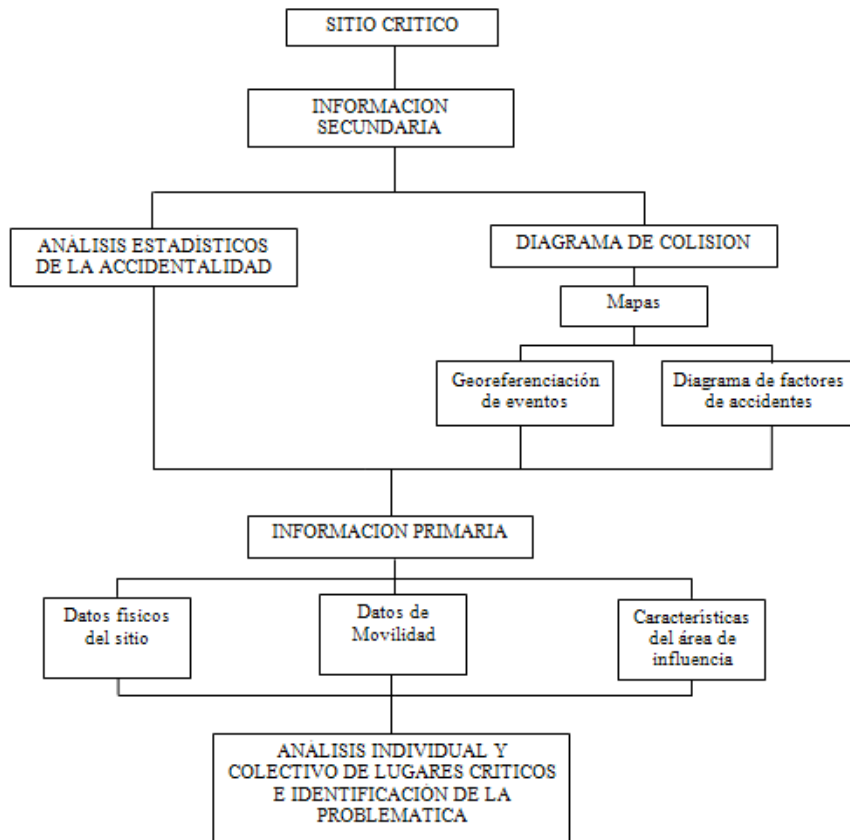 SITIO CRITICO
INFORMACION
SECUNDARIA
ANÁLISIS ESTADÍSTICOS
DE LA ACCIDENTALIDAD
DIAGRAMA DE COLISION
Mapas
Georeferenciación
de eventos
Diagrama de factores
de accidentes
INFORMACION PRIMARIA
Datos físicos
del sitio
Datos de
Movilidad
Características
del área de
influencia
ANÁLISIS INDIVIDUAL Y
COLECTIVO DE LUGARES CRITICOS
E IDENTIFICACIÓN DE LA
PROBLEMATICA